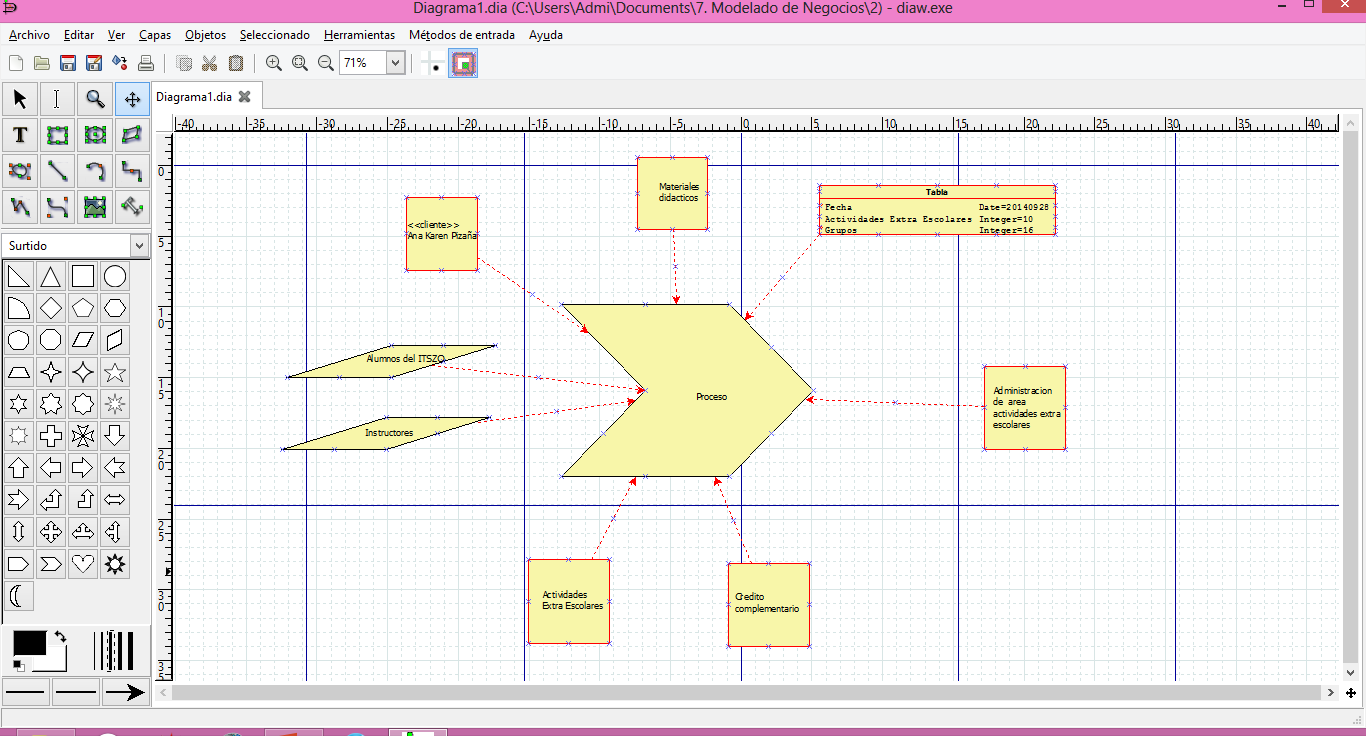 Diagrama1.dia (C:\Users\Admi\Documents\7. Modelado de Negocios\2) - diaw.exe
Archivo Editar Ver Capas Objetos Seleccionado Herramientas Métodos de entrada Ayuda
71%
Diagrama1.dia
-40 -35 -30 -25 -20 -15 -10 -5 0 5 10 15 20 25 30 35 40
T
Surtido
0
5
10
15
20
25
30
35
Materiales
didacticos
Tabla
Fecha Date=20140928
Actividades Extra Escolares Integer=10
Grupos Integer=16
<<cliente>>
Ana Karen Pizaña
Alumnos del ITSZO
Proceso
Administracion
de area
actividades extra
escolares
Instructores
Actividades
Extra Escolares
Credito
complementario